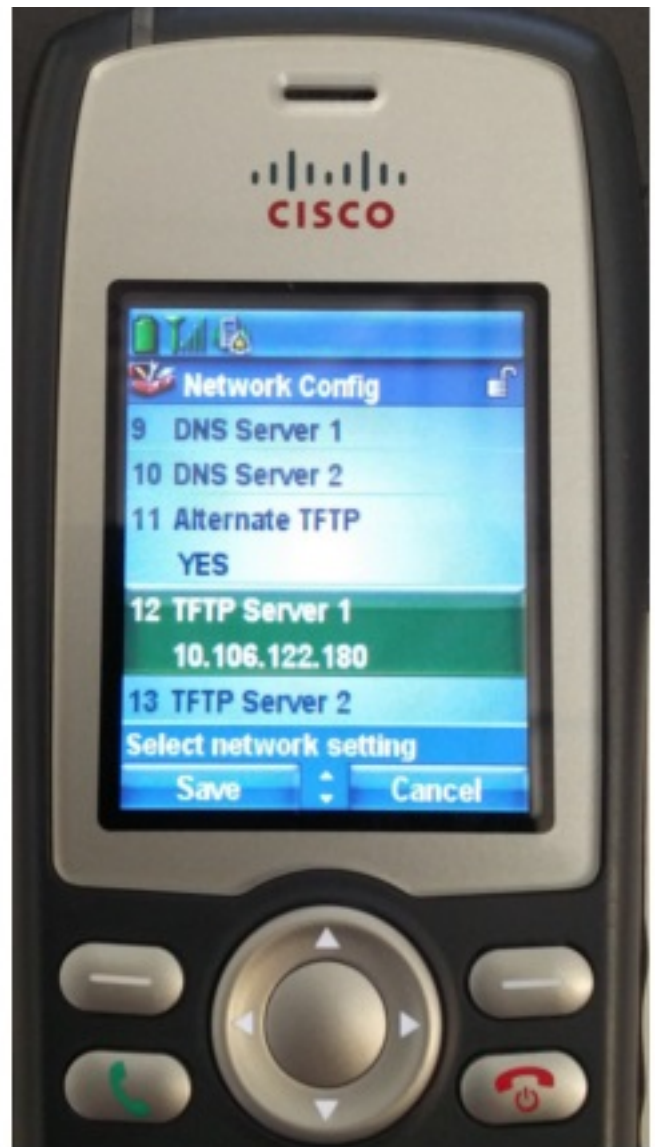 CISCO
Network Config
9 DNS Server 1
10 DNS Server 2
11 Alternate TFTP
YES
12 TFTP Server 1
10.106.122.180
13 TFTP Server 2
Select network setting
Save Cancel